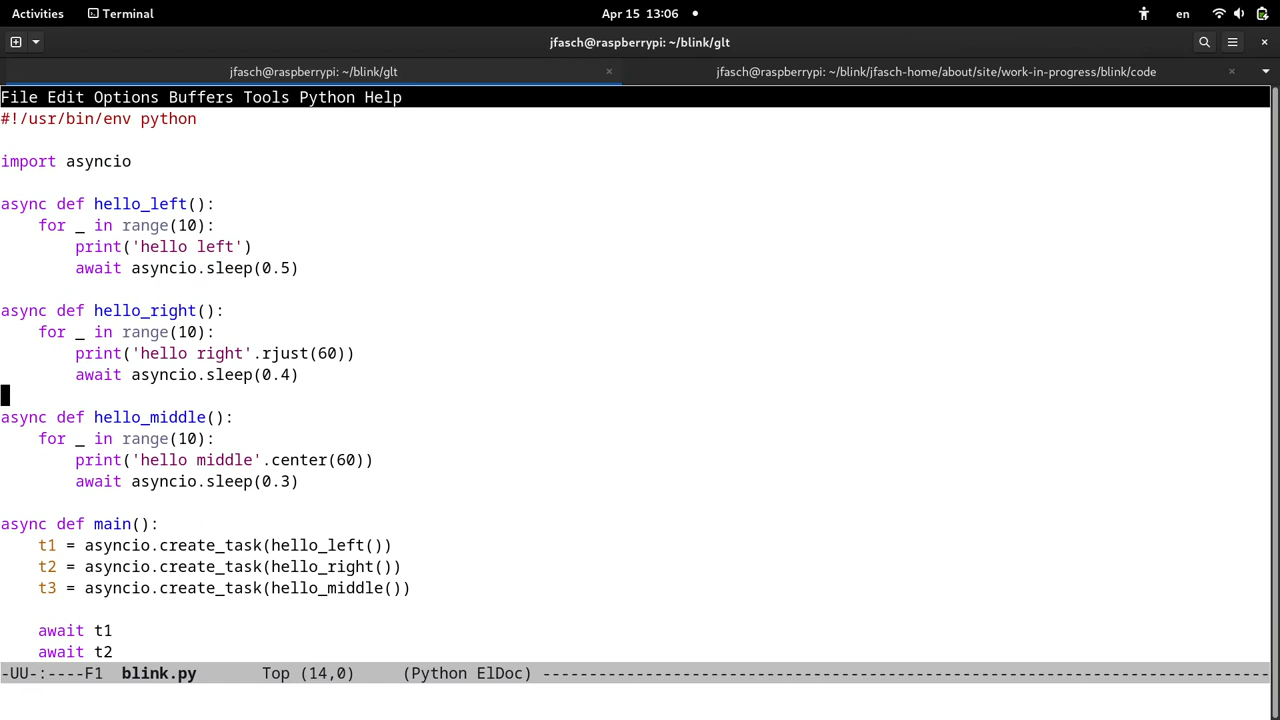 Activities Terminal Apr 15 13:06 en
jfasch@raspberrypi: ~/blink/glt
jfasch@raspberrypi: ~/blink/glt × jfasch@raspberrypi: ~/blink/jfasch-home/about/site/work-in-progress/blink/code ×
File Edit Options Buffers Tools Python Help
#!/usr/bin/env python
import asyncio
async def hello_left():
    for _ in range(10):
        print('hello left')
        await asyncio.sleep(0.5)
async def hello_right():
    for _ in range(10):
        print('hello right'.rjust(60))
        await asyncio.sleep(0.4)
async def hello_middle():
    for _ in range(10):
        print('hello middle'.center(60))
        await asyncio.sleep(0.3)
async def main():
    t1 = asyncio.create_task(hello_left())
    t2 = asyncio.create_task(hello_right())
    t3 = asyncio.create_task(hello_middle())
    await t1
    await t2
-UU-:----F1  blink.py       Top (14,0)     (Python ElDoc) ------------------------------------------------------------------------------